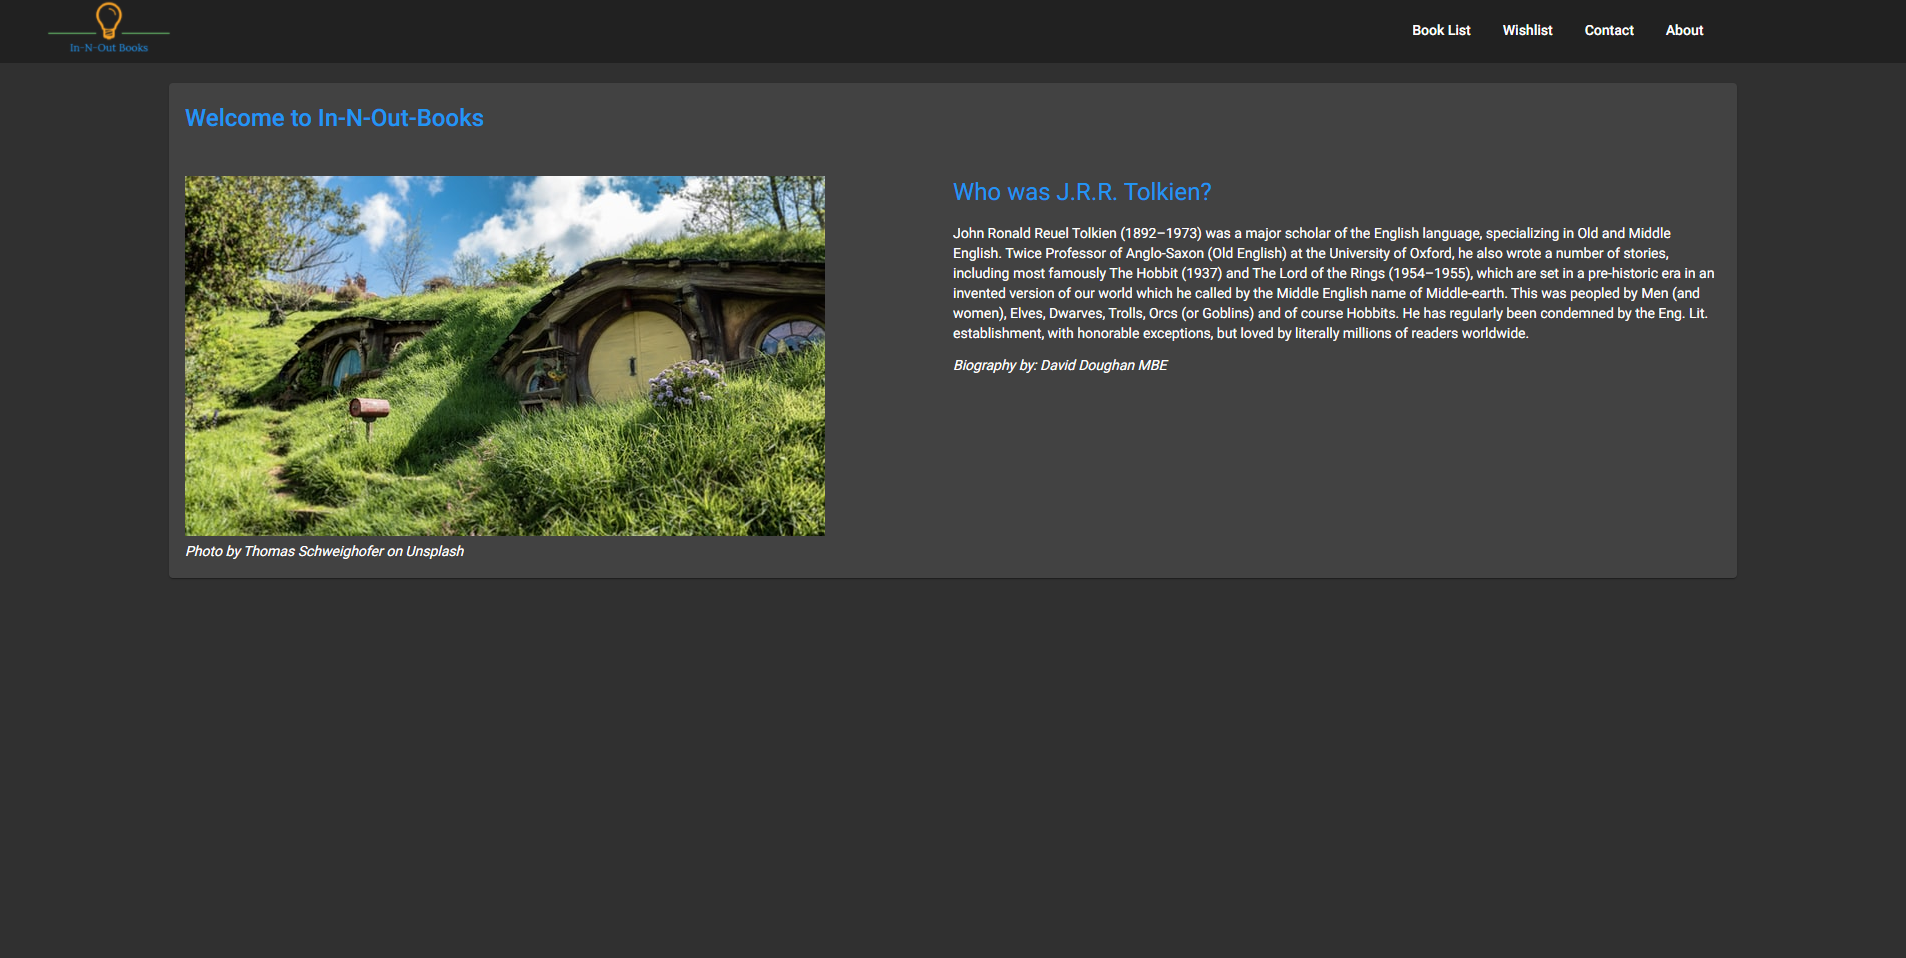 In-N-Out Books
Book List
Wishlist
Contact
About
Welcome to In-N-Out-Books
Who was J.R.R. Tolkien?
John Ronald Reuel Tolkien (1892–1973) was a major scholar of the English language, specializing in Old and Middle
English. Twice Professor of Anglo-Saxon (Old English) at the University of Oxford, he also wrote a number of stories,
including most famously The Hobbit (1937) and The Lord of the Rings (1954–1955), which are set in a pre-historic era in an
invented version of our world which he called by the Middle English name of Middle-earth. This was peopled by Men (and
women), Elves, Dwarves, Trolls, Orcs (or Goblins) and of course Hobbits. He has regularly been condemned by the Eng. Lit.
establishment, with honorable exceptions, but loved by literally millions of readers worldwide.
Biography by: David Doughan MBE
Photo by Thomas Schweighofer on Unsplash